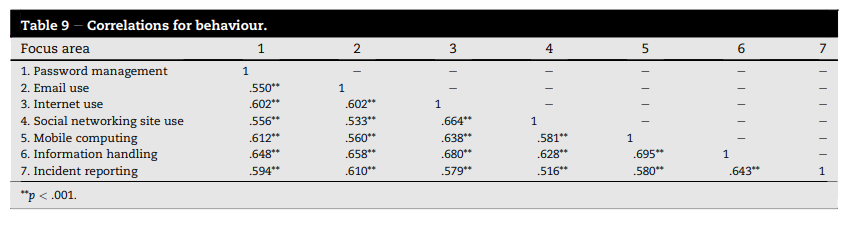 Table 9 – Correlations for behaviour.
Focus area 1 2 3 4 5 6 7
1. Password management 1 – – – – – –
2. Email use .550** 1 – – – – –
3. Internet use .602** .602** 1 – – – –
4. Social networking site use .556** .533** .664** 1 – – –
5. Mobile computing .612** .560** .638** .581** 1 – –
6. Information handling .648** .658** .680** .628** .695** 1 –
7. Incident reporting .594** .610** .579** .516** .580** .643** 1
**p < .001.